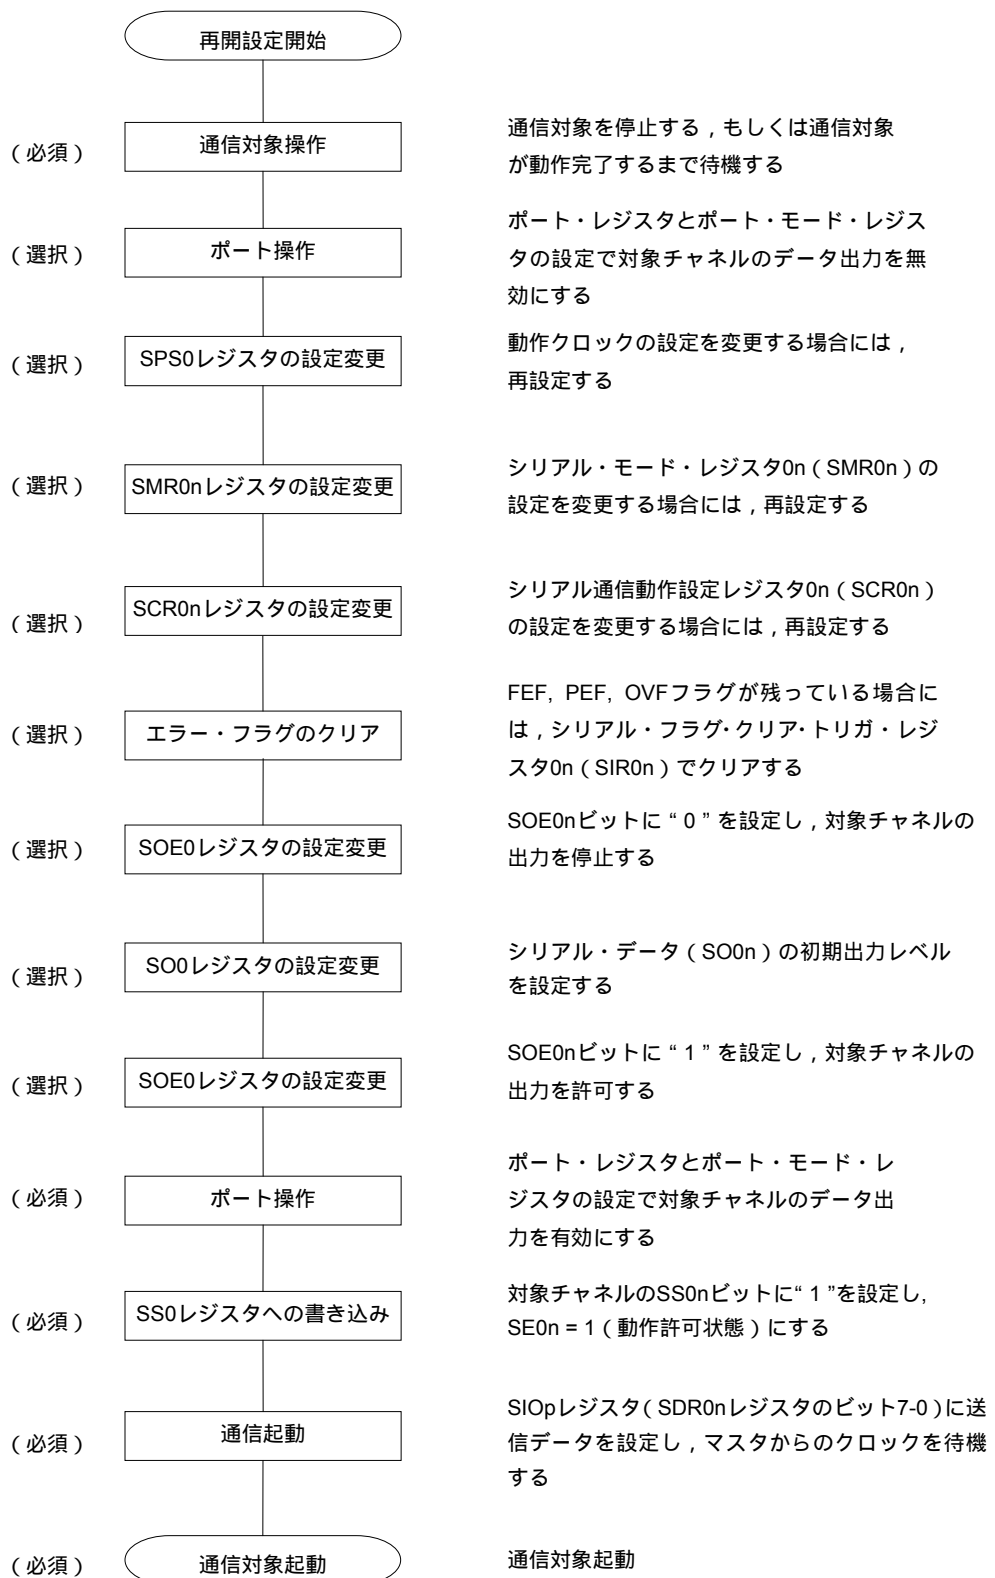 再開設定開始
（必須）
通信対象操作
通信対象を停止する，もしくは通信対象
が動作完了するまで待機する
（選択）
ポート操作
ポート・レジスタとポート・モード・レジス
タの設定で対象チャネルのデータ出力を無
効にする
（選択）
SPS0レジスタの設定変更
動作クロックの設定を変更する場合には，
再設定する
（選択）
SMR0nレジスタの設定変更
シリアル・モード・レジスタ0n（SMR0n）の
設定を変更する場合には，再設定する
（選択）
SCR0nレジスタの設定変更
シリアル通信動作設定レジスタ0n（SCR0n）
の設定を変更する場合には，再設定する
（選択）
エラー・フラグのクリア
FEF, PEF, OVFフラグが残っている場合に
は，シリアル・フラグ・クリア・トリガ・レジ
スタ0n（SIR0n）でクリアする
（選択）
SOE0レジスタの設定変更
SOE0nビットに“0”を設定し，対象チャネルの
出力を停止する
（選択）
SO0レジスタの設定変更
シリアル・データ（SO0n）の初期出力レベル
を設定する
（選択）
SOE0レジスタの設定変更
SOE0nビットに“1”を設定し，対象チャネルの
出力を許可する
（必須）
ポート操作
ポート・レジスタとポート・モード・レ
ジスタの設定で対象チャネルのデータ出
力を有効にする
（必須）
SS0レジスタへの書き込み
対象チャネルのSS0nビットに“1”を設定し,
SE0n = 1（動作許可状態）にする
（必須）
通信起動
SIOpレジスタ（SDR0nレジスタのビット7-0）に送
信データを設定し，マスタからのクロックを待機
する
（必須）
通信対象起動
通信対象起動